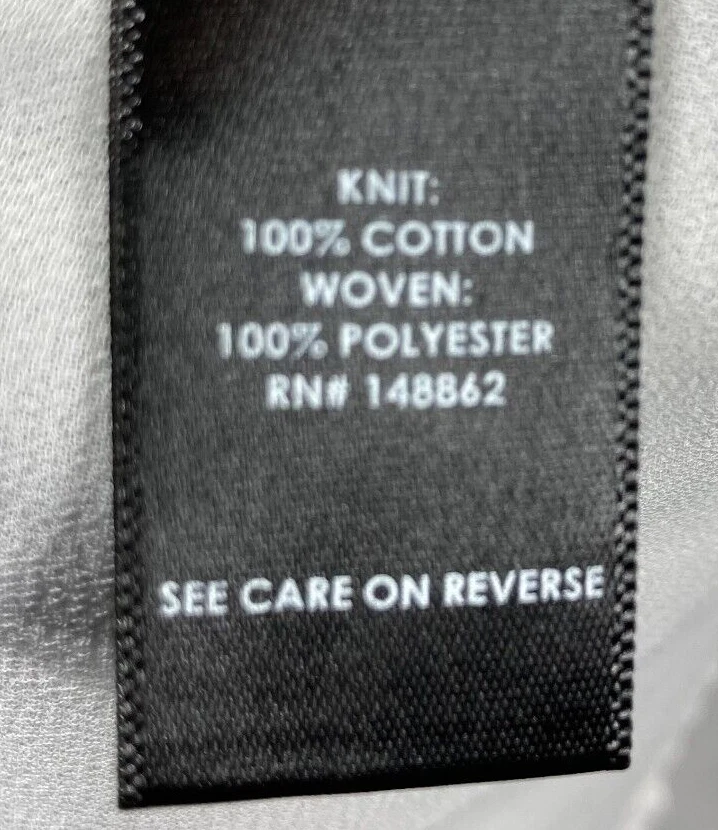 KNIT:
100% COTTON
WOVEN:
100% POLYESTER
RN# 148862
SEE CARE ON REVERSE